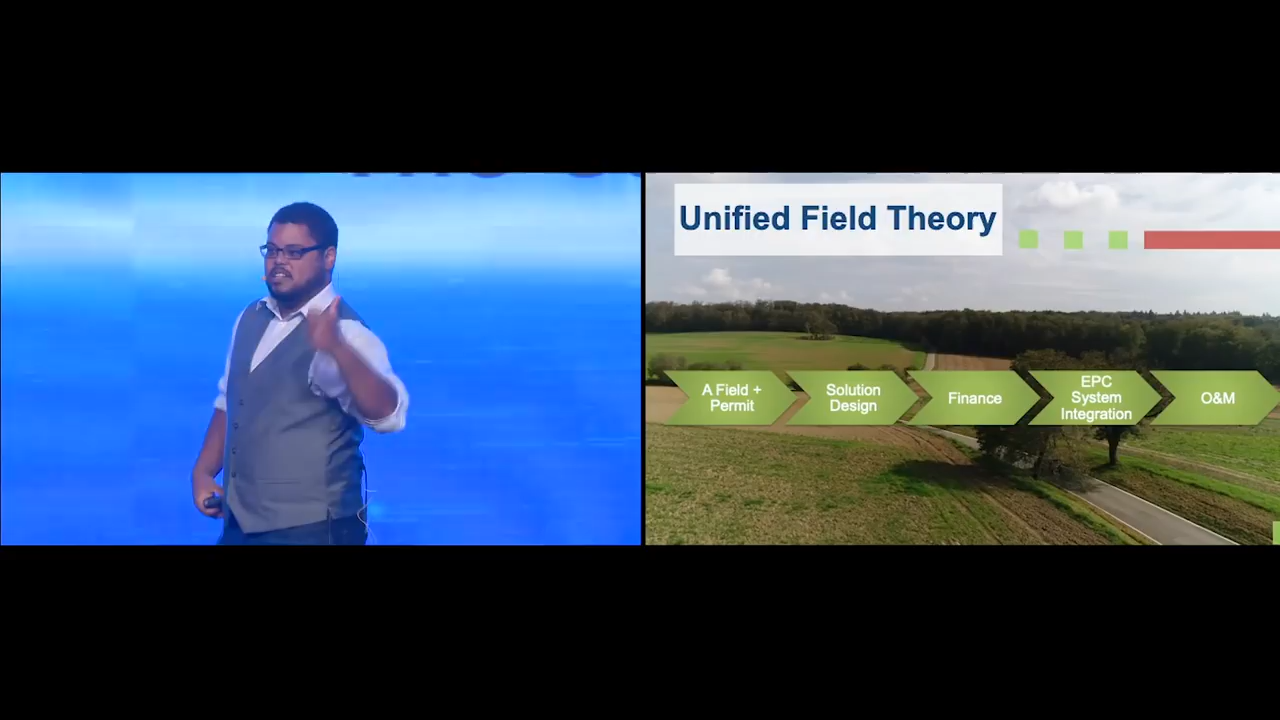 Unified Field Theory
A Field +
Permit
Solution
Design
Finance
EPC
System
Integration
O&M